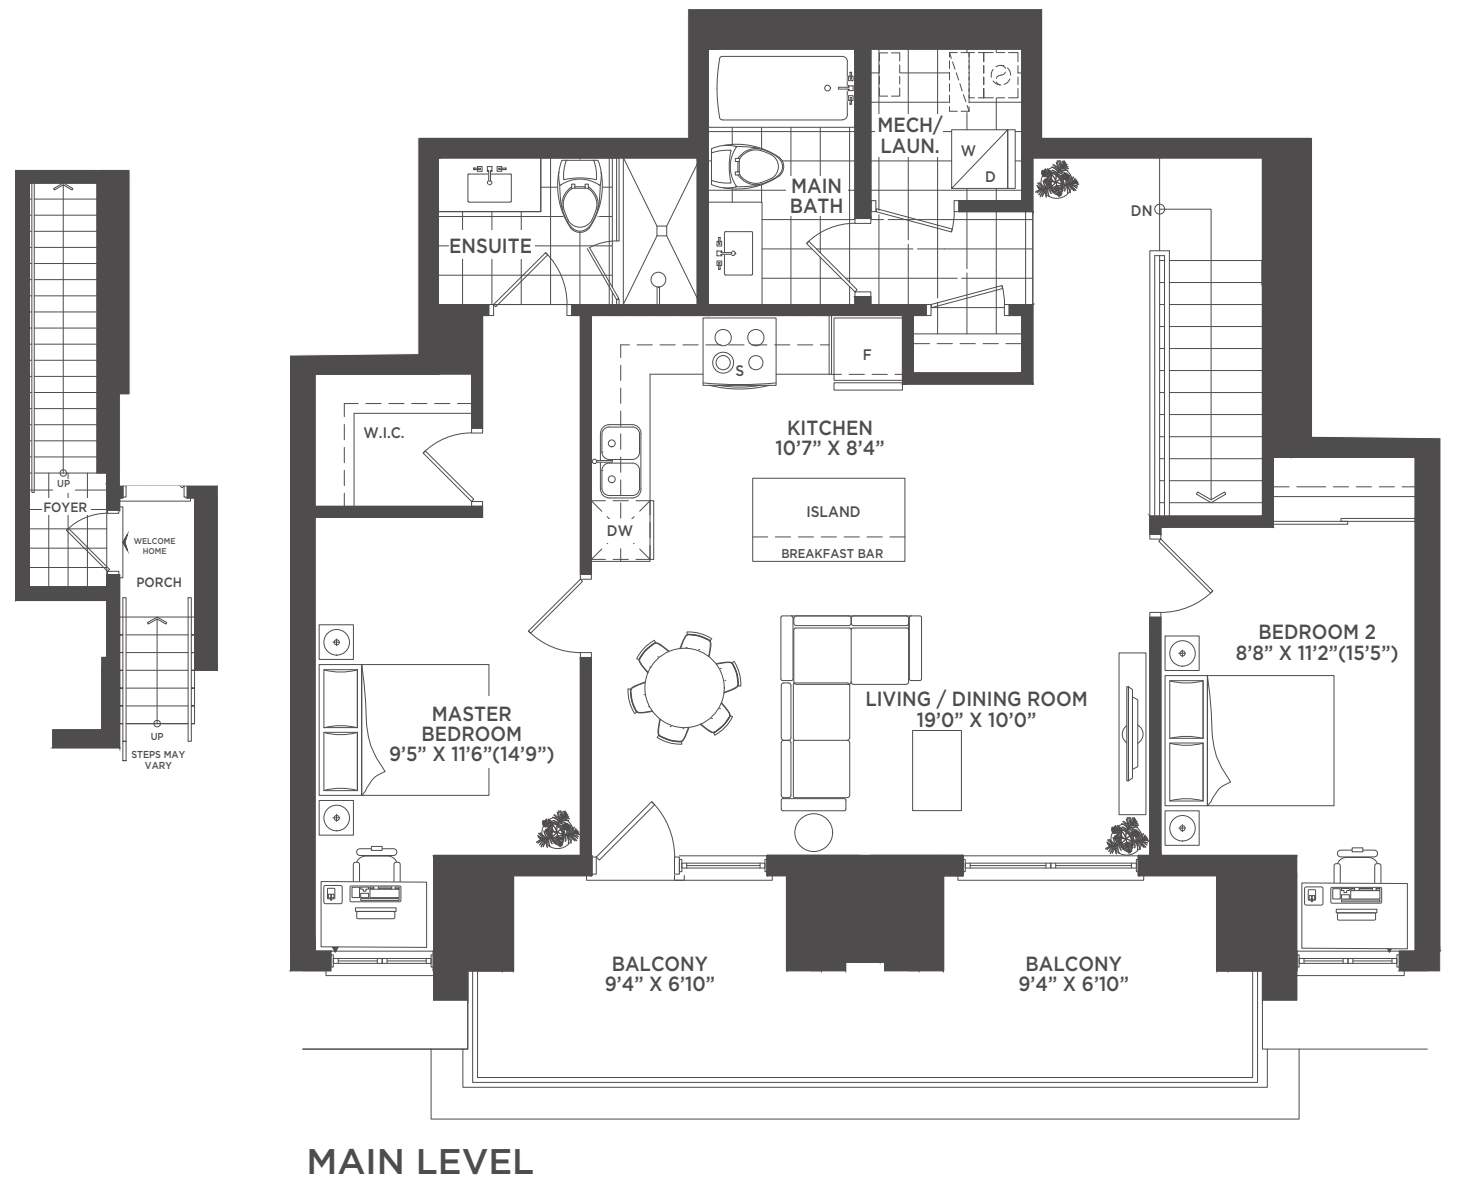 MECH/
LAUN.
W
D
MAIN
BATH
DN
ENSUITE
F
S
W.I.C.
KITCHEN
10'7" X 8'4"
UP
FOYER
ISLAND
DW
WELCOME
HOME
BREAKFAST BAR
PORCH
BEDROOM 2
8'8" X 11'2"(15'5")
LIVING / DINING ROOM
19'0" X 10'0"
MASTER
BEDROOM
9'5" X 11'6"(14'9")
UP
STEPS MAY
VARY
BALCONY
9'4" X 6'10"
BALCONY
9'4" X 6'10"
MAIN LEVEL